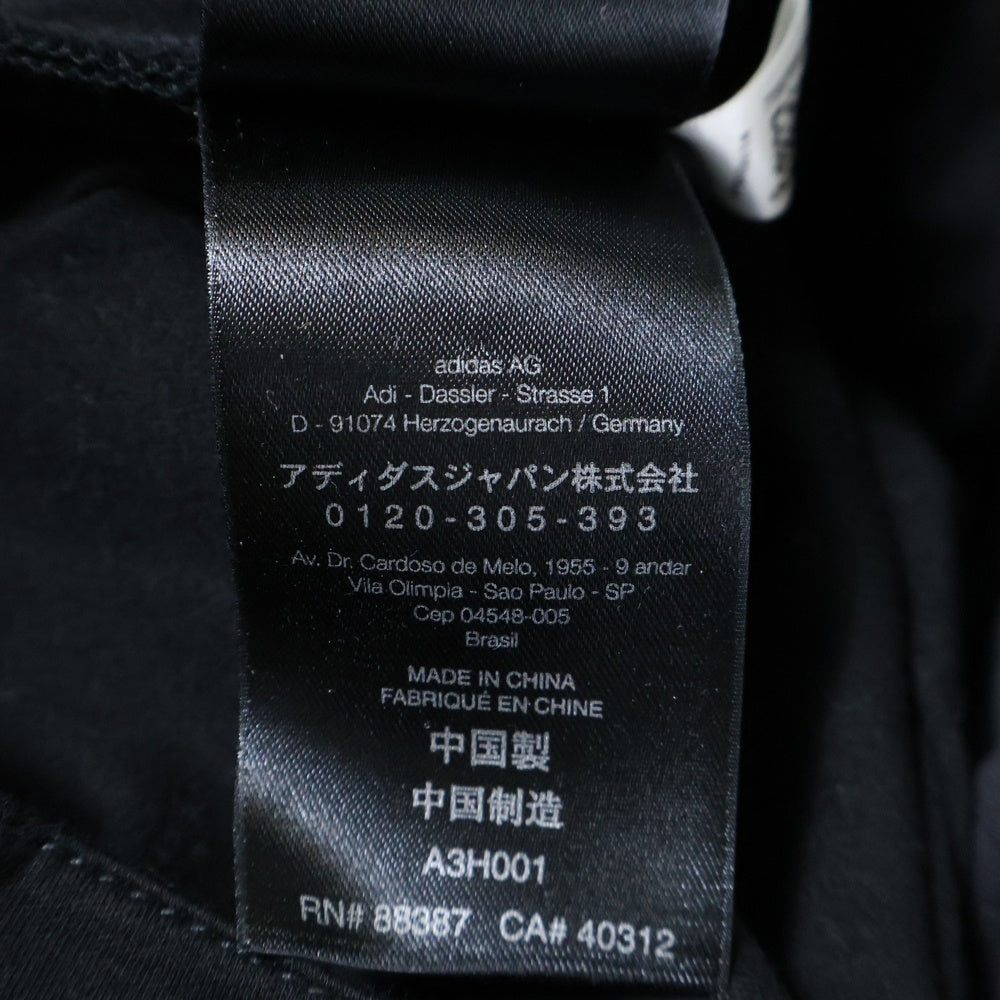 adidas AG
Adi - Dassler - Strasse 1
D - 91074 Herzogenaurach / Germany
アディダスジャパン株式会社
0120-305-393
Av. Dr. Cardoso de Melo, 1955 - 9 andar
Vila Olimpia - Sao Paulo - SP
Cep 04548-005
Brasil
MADE IN CHINA
FABRIQUÉ EN CHINE
中国製
中国制造
A3H001
RN# 88387 CA# 40312